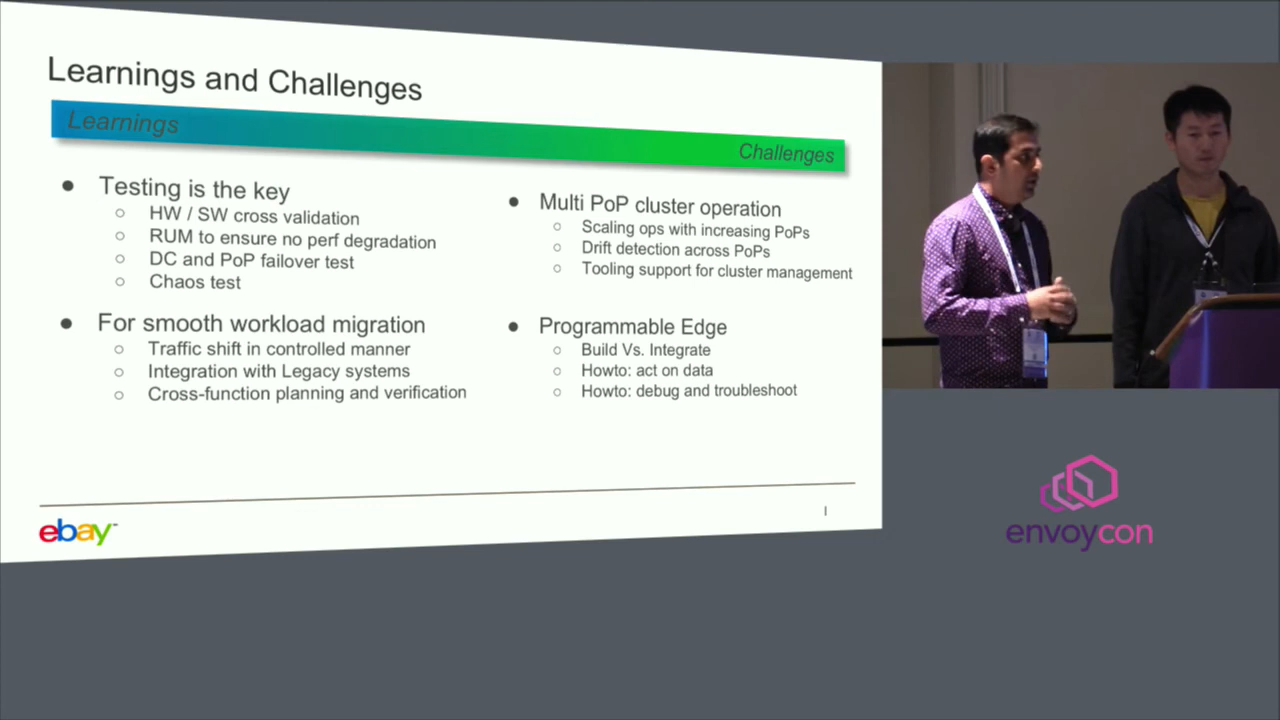 Learnings and Challenges
Learnings
Challenges
● Testing is the key
○ HW / SW cross validation
○ RUM to ensure no perf degradation
○ DC and PoP failover test
○ Chaos test
● For smooth workload migration
○ Traffic shift in controlled manner
○ Integration with Legacy systems
○ Cross-function planning and verification
● Multi PoP cluster operation
○ Scaling ops with increasing PoPs
○ Drift detection across PoPs
○ Tooling support for cluster management
● Programmable Edge
○ Build Vs. Integrate
○ Howto: act on data
○ Howto: debug and troubleshoot
ebay™
envoycon